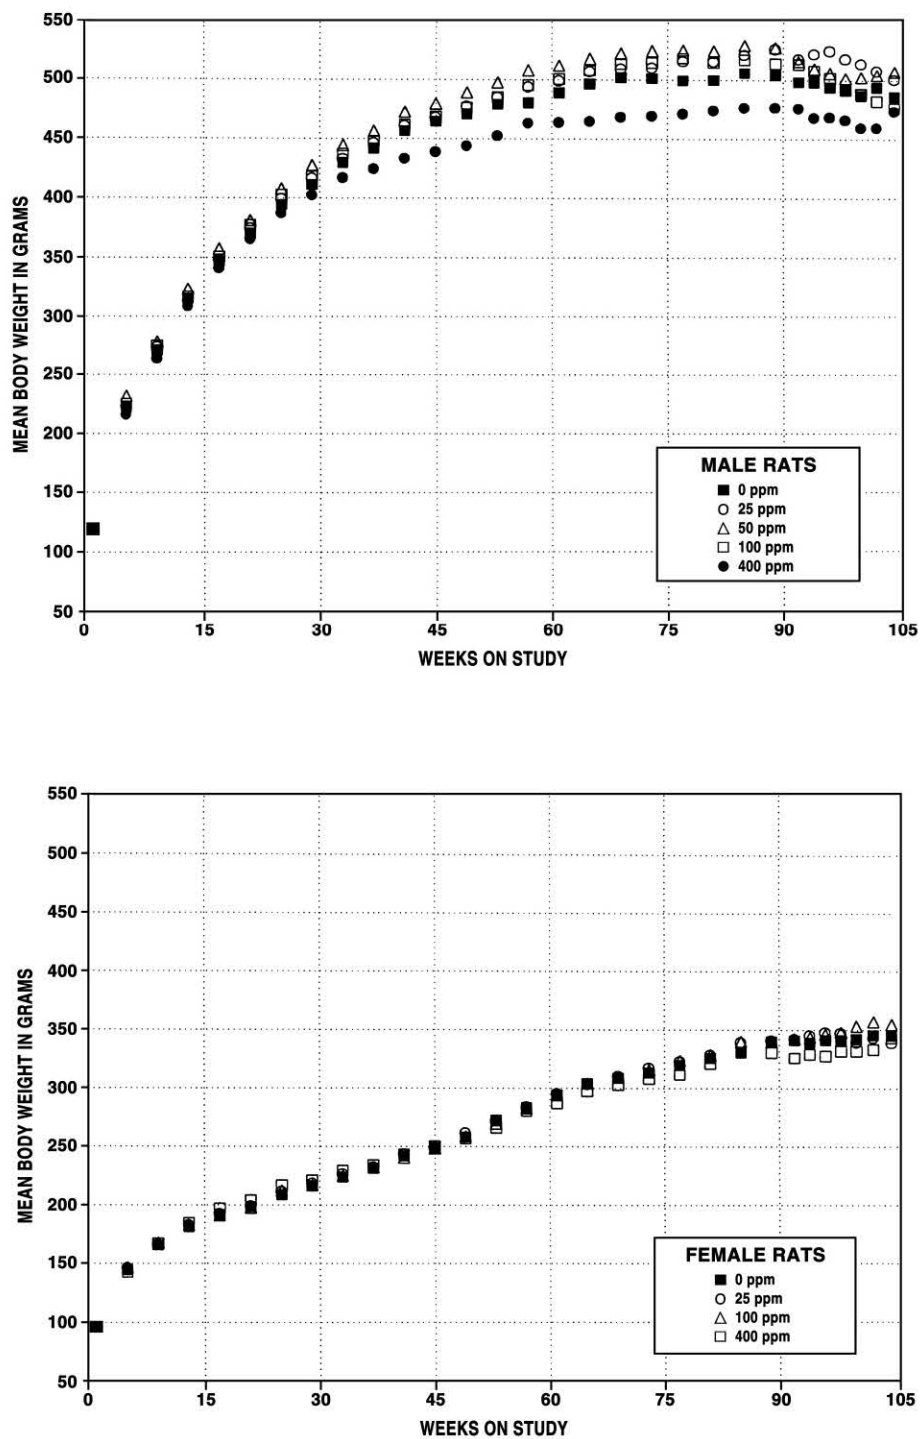 550
500
450
400
350
300
250
200
150
100
50
MEAN BODY WEIGHT IN GRAMS
MALE RATS
0 ppm
25 ppm
50 ppm
100 ppm
400 ppm
0 15 30 45 60 75 90 105
WEEKS ON STUDY
550
500
450
400
350
300
250
200
150
100
50
MEAN BODY WEIGHT IN GRAMS
FEMALE RATS
0 ppm
25 ppm
100 ppm
400 ppm
0 15 30 45 60 75 90 105
WEEKS ON STUDY